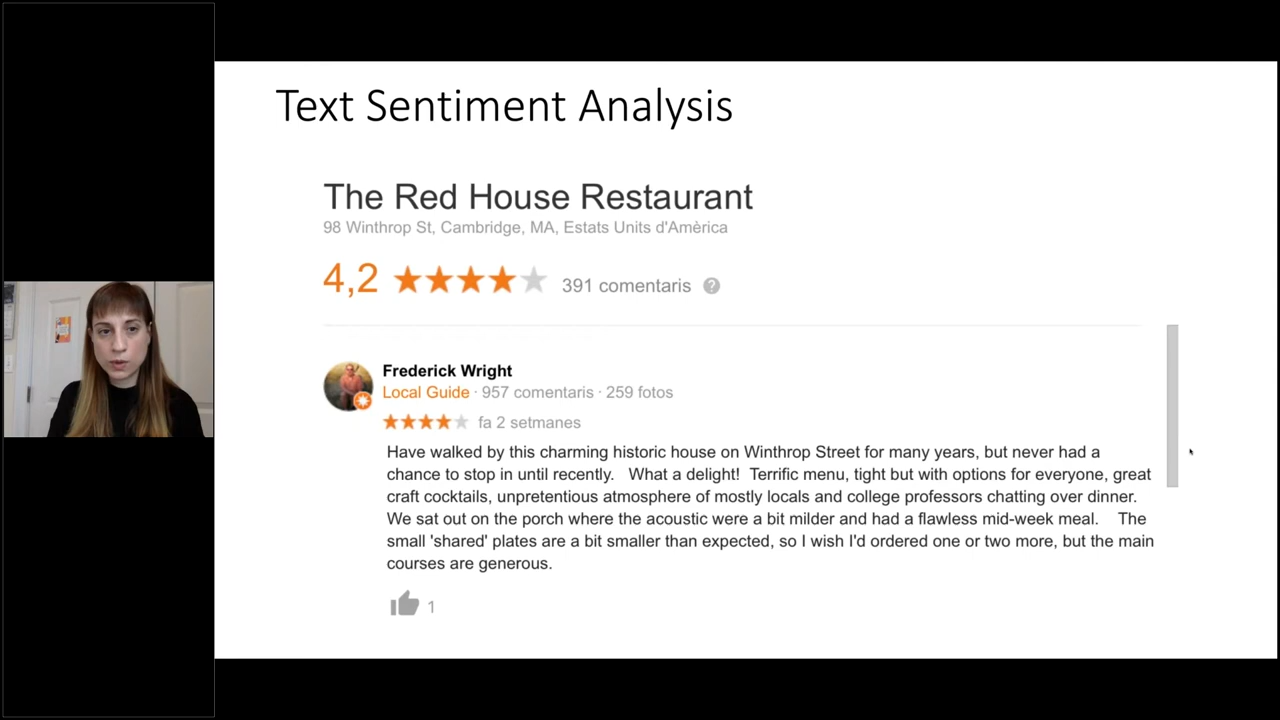 Text Sentiment Analysis
The Red House Restaurant
98 Winthrop St, Cambridge, MA, Estats Units d'Amèrica
4,2 391 comentaris ?
Frederick Wright
Local Guide · 957 comentaris · 259 fotos
fa 2 setmanes
Have walked by this charming historic house on Winthrop Street for many years, but never had a
chance to stop in until recently. What a delight! Terrific menu, tight but with options for everyone, great
craft cocktails, unpretentious atmosphere of mostly locals and college professors chatting over dinner.
We sat out on the porch where the acoustic were a bit milder and had a flawless mid-week meal. The
small 'shared' plates are a bit smaller than expected, so I wish I'd ordered one or two more, but the main
courses are generous.
1